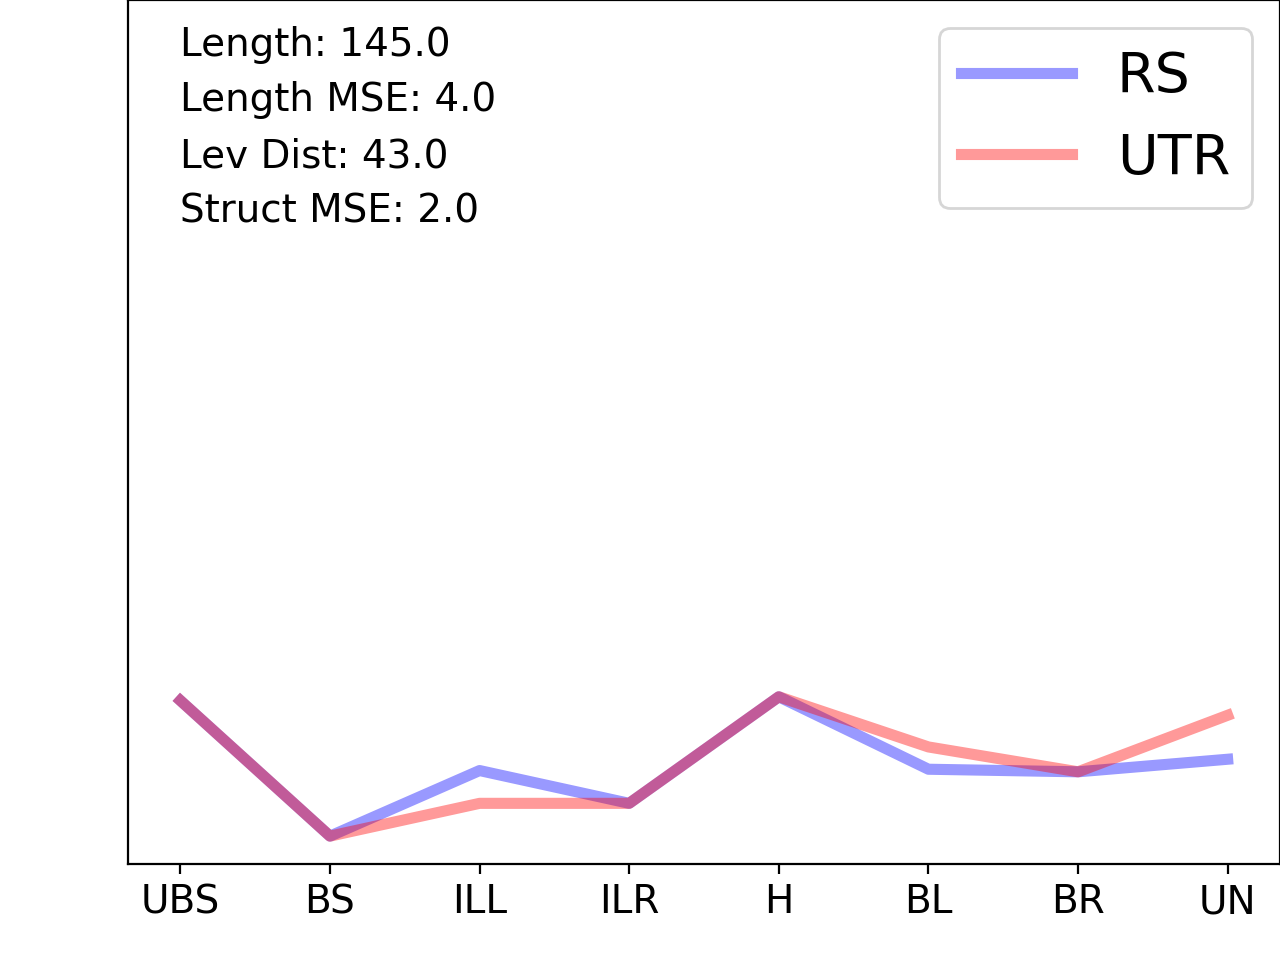 Length: 145.0
Length MSE: 4.0
Lev Dist: 43.0
Struct MSE: 2.0
RS
UTR
UBS BS ILL ILR H BL BR UN